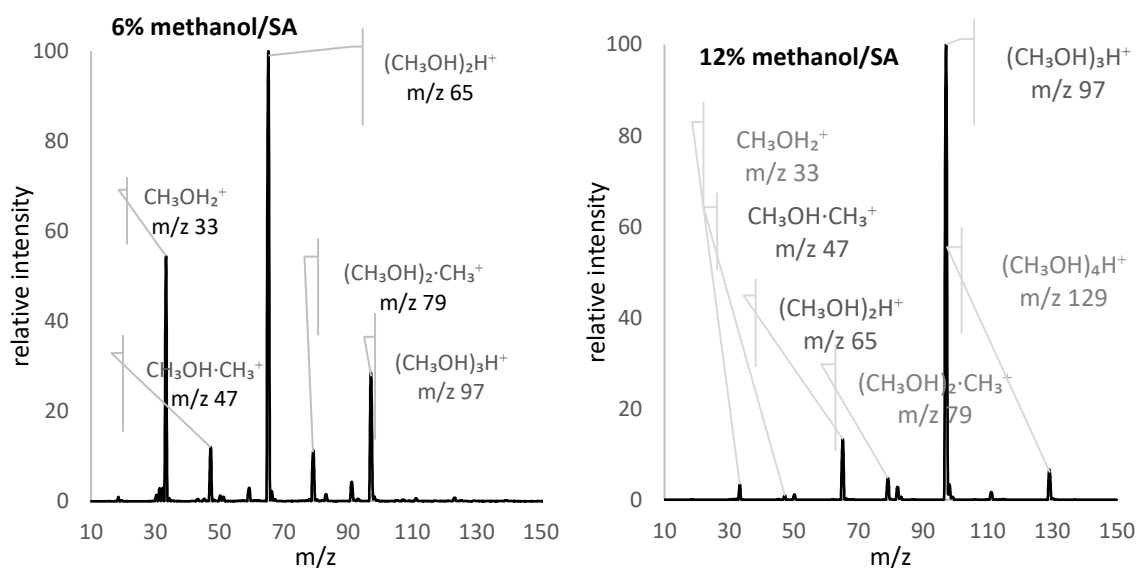 6% methanol/SA
relative intensity
100
80
60
40
20
0
(CH₃OH)₂H⁺
m/z 65
CH₃OH₂⁺
m/z 33
(CH₃OH)₂·CH₃⁺
m/z 79
CH₃OH·CH₃⁺
m/z 47
(CH₃OH)₃H⁺
m/z 97
10 30 50 70 90 110 130 150
m/z
12% methanol/SA
relative intensity
100
80
60
40
20
0
(CH₃OH)₃H⁺
m/z 97
CH₃OH₂⁺
m/z 33
CH₃OH·CH₃⁺
m/z 47
(CH₃OH)₄H⁺
m/z 129
(CH₃OH)₂H⁺
m/z 65
(CH₃OH)₂·CH₃⁺
m/z 79
10 30 50 70 90 110 130 150
m/z